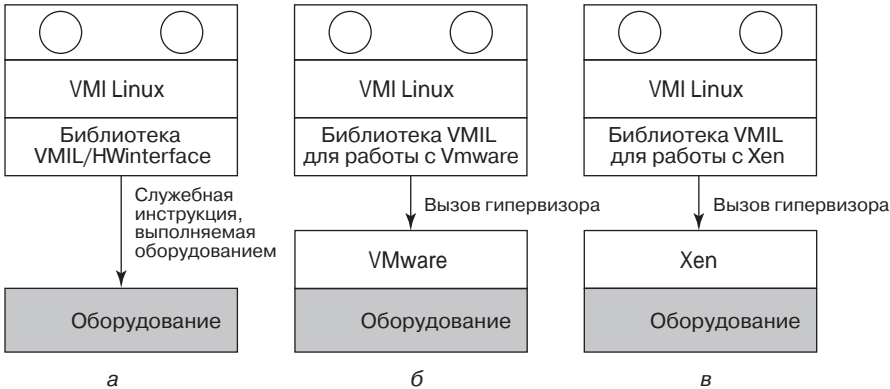 VMI Linux
Библиотека
VMIL/HWinterface
Служебная
инструкция,
выполняемая
оборудованием
Оборудование
а
VMI Linux
Библиотека VMIL
для работы с Vmware
Вызов гипервизора
VMware
Оборудование
б
VMI Linux
Библиотека VMIL
для работы с Xen
Вызов гипервизора
Xen
Оборудование
в